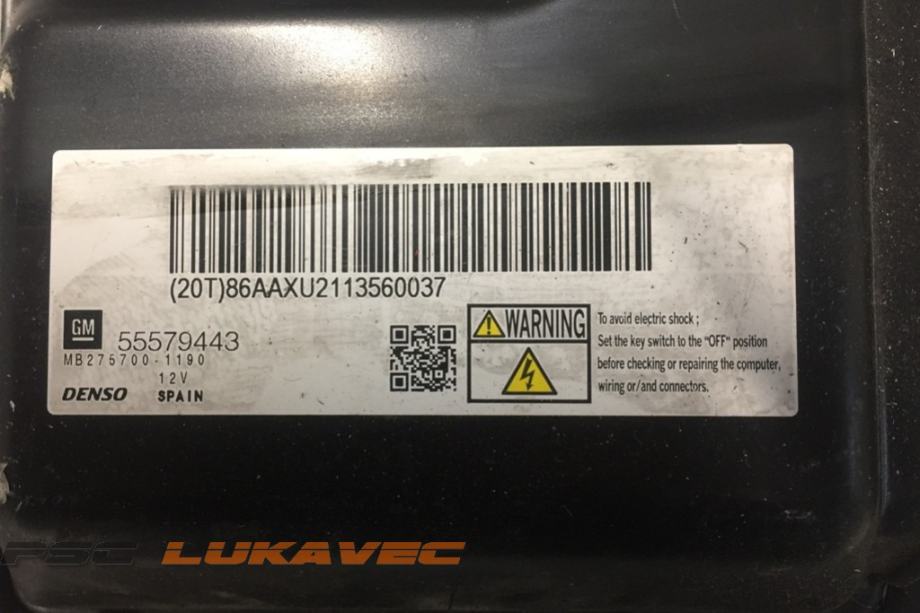 (20T)86AAXU2113560037
GM
55579443
MB275700-1190
12V
DENSO SPAIN
WARNING
To avoid electric shock ;
Set the key switch to the "OFF" position
before checking or repairing the computer,
wiring or/and connectors.
PSC LUKAVEC